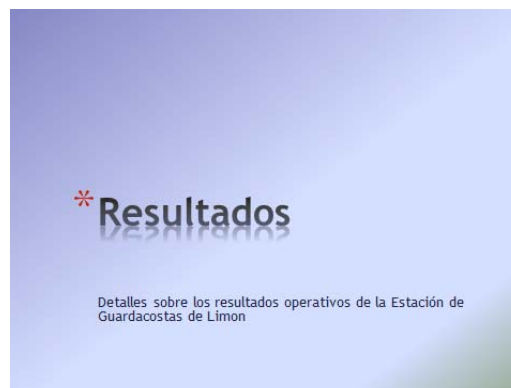 *Resultados
Detalles sobre los resultados operativos de la Estación de
Guardacostas de Limon